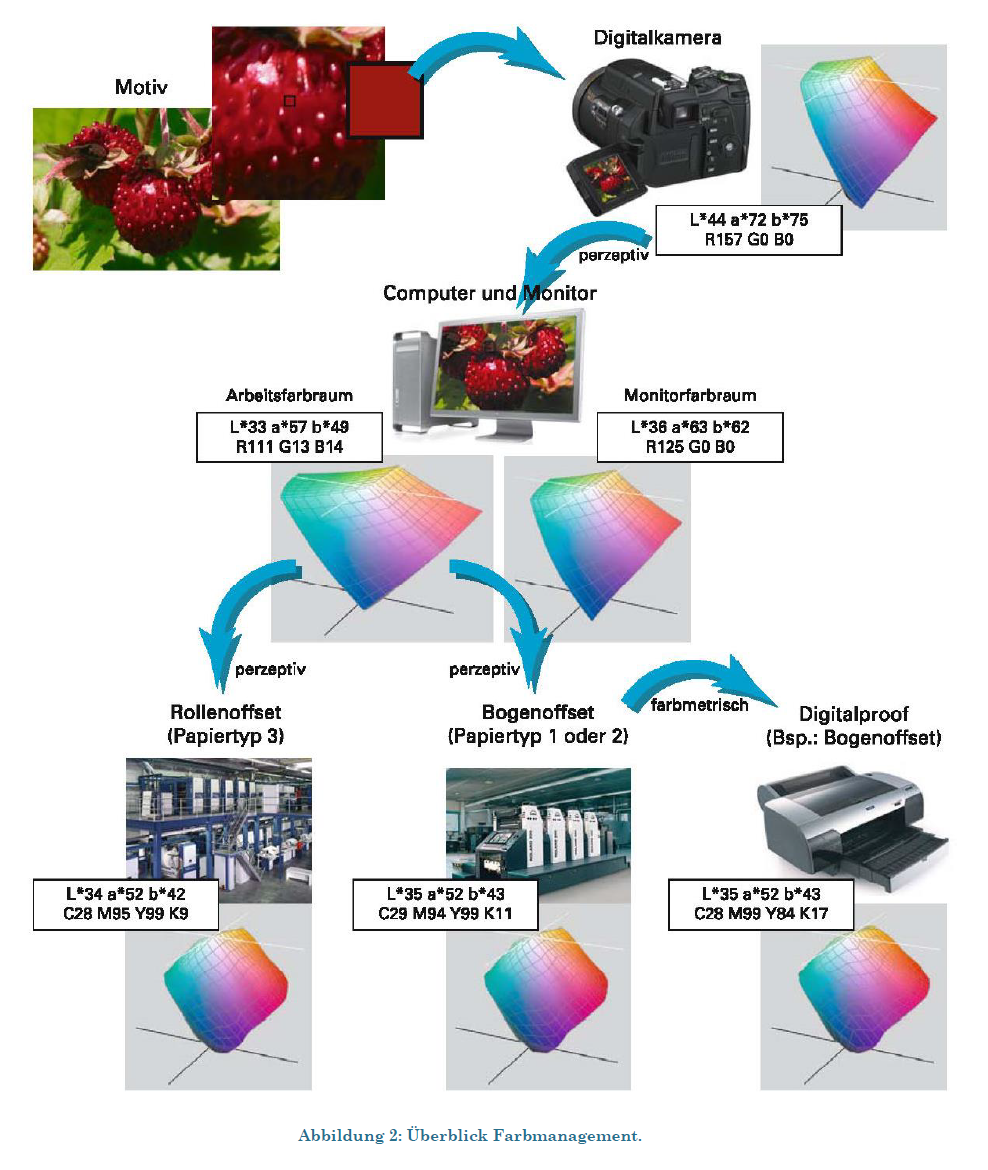 Motiv
Digitalkamera
L*44 a*72 b*75
R157 G0 B0
perzeptiv
Computer und Monitor
Arbeitsfarbraum
L*33 a*57 b*49
R111 G13 B14
Monitorfarbraum
L*36 a*63 b*62
R125 G0 B0
perzeptiv
perzeptiv
farbmetrisch
Rollenoffset
(Papiertyp 3)
Bogenoffset
(Papiertyp 1 oder 2)
Digitalproof
(Bsp.: Bogenoffset)
L*34 a*52 b*42
C28 M95 Y99 K9
L*35 a*52 b*43
C29 M94 Y99 K11
L*35 a*52 b*43
C28 M99 Y84 K17
Abbildung 2: Überblick Farbmanagement.